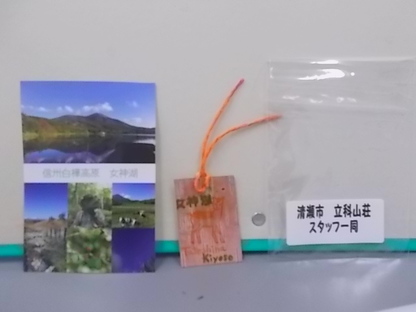 信州白樺高原 女神湖
女神湖
Kiyose
清瀬市 立科山荘
スタッフ一同